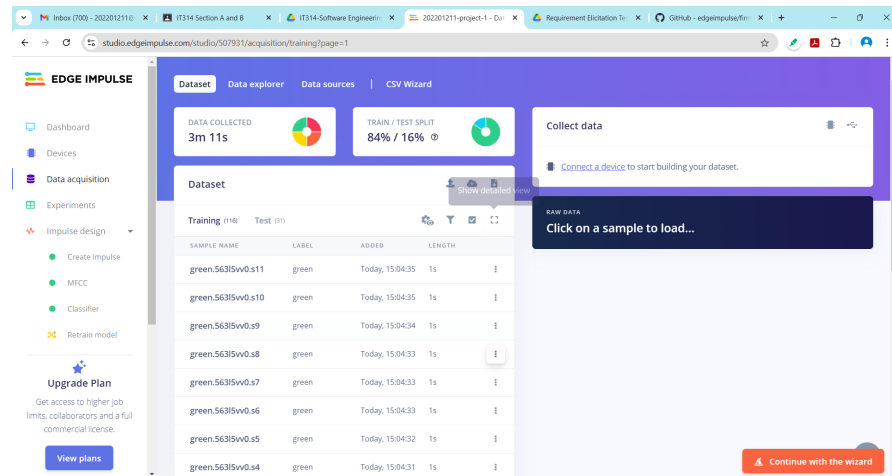 Inbox (700) - 202201211@
IT314 Section A and B
IT314-Software Engineering
202201211-project-1 - Dat
Requirement Elicitation Tec
GitHub - edgeimpulse/firm
studio.edgeimpulse.com/studio/507931/acquisition/training?page=1
EDGE IMPULSE
Dashboard
Devices
Data acquisition
Experiments
Impulse design
Create impulse
MFCC
Classifier
Retrain model
Upgrade Plan
Get access to higher job
limits, collaborators and a full
commercial license.
View plans
Dataset Data explorer Data sources | CSV Wizard
DATA COLLECTED
3m 11s
TRAIN / TEST SPLIT
84% / 16%
Dataset
Show detailed view
Training (116) Test (31)
SAMPLE NAME LABEL ADDED LENGTH
green.563l5vv0.s11 green Today, 15:04:35 1s
green.563l5vv0.s10 green Today, 15:04:35 1s
green.563l5vv0.s9 green Today, 15:04:34 1s
green.563l5vv0.s8 green Today, 15:04:33 1s
green.563l5vv0.s7 green Today, 15:04:33 1s
green.563l5vv0.s6 green Today, 15:04:33 1s
green.563l5vv0.s5 green Today, 15:04:32 1s
green.563l5vv0.s4 green Today, 15:04:31 1s
Collect data
Connect a device to start building your dataset.
RAW DATA
Click on a sample to load...
Continue with the wizard